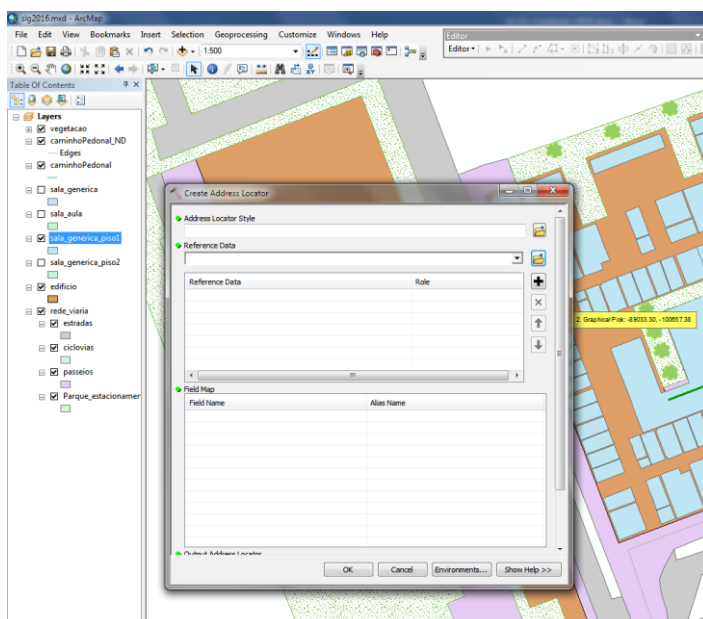 slg2016.mxd - ArcMap
File Edit View Bookmarks Insert Selection Geoprocessing Customize Windows Help
1:500
Editor
Editor
Table Of Contents
Layers
vegetacao
caminhoPedonal_ND
Edges
caminhoPedonal
sala_generica
sala_aula
sala_generica_piso1
sala_generica_piso2
edificio
rede_viaria
estradas
ciclovias
passeios
Parque_estacionamer
Create Address Locator
Address Locator Style
Reference Data
Reference Data Role
2. Graphical Pick: -89033.30, -100557.38
Field Map
Field Name Alias Name
Output Address Locator
OK Cancel Environments... Show Help >>